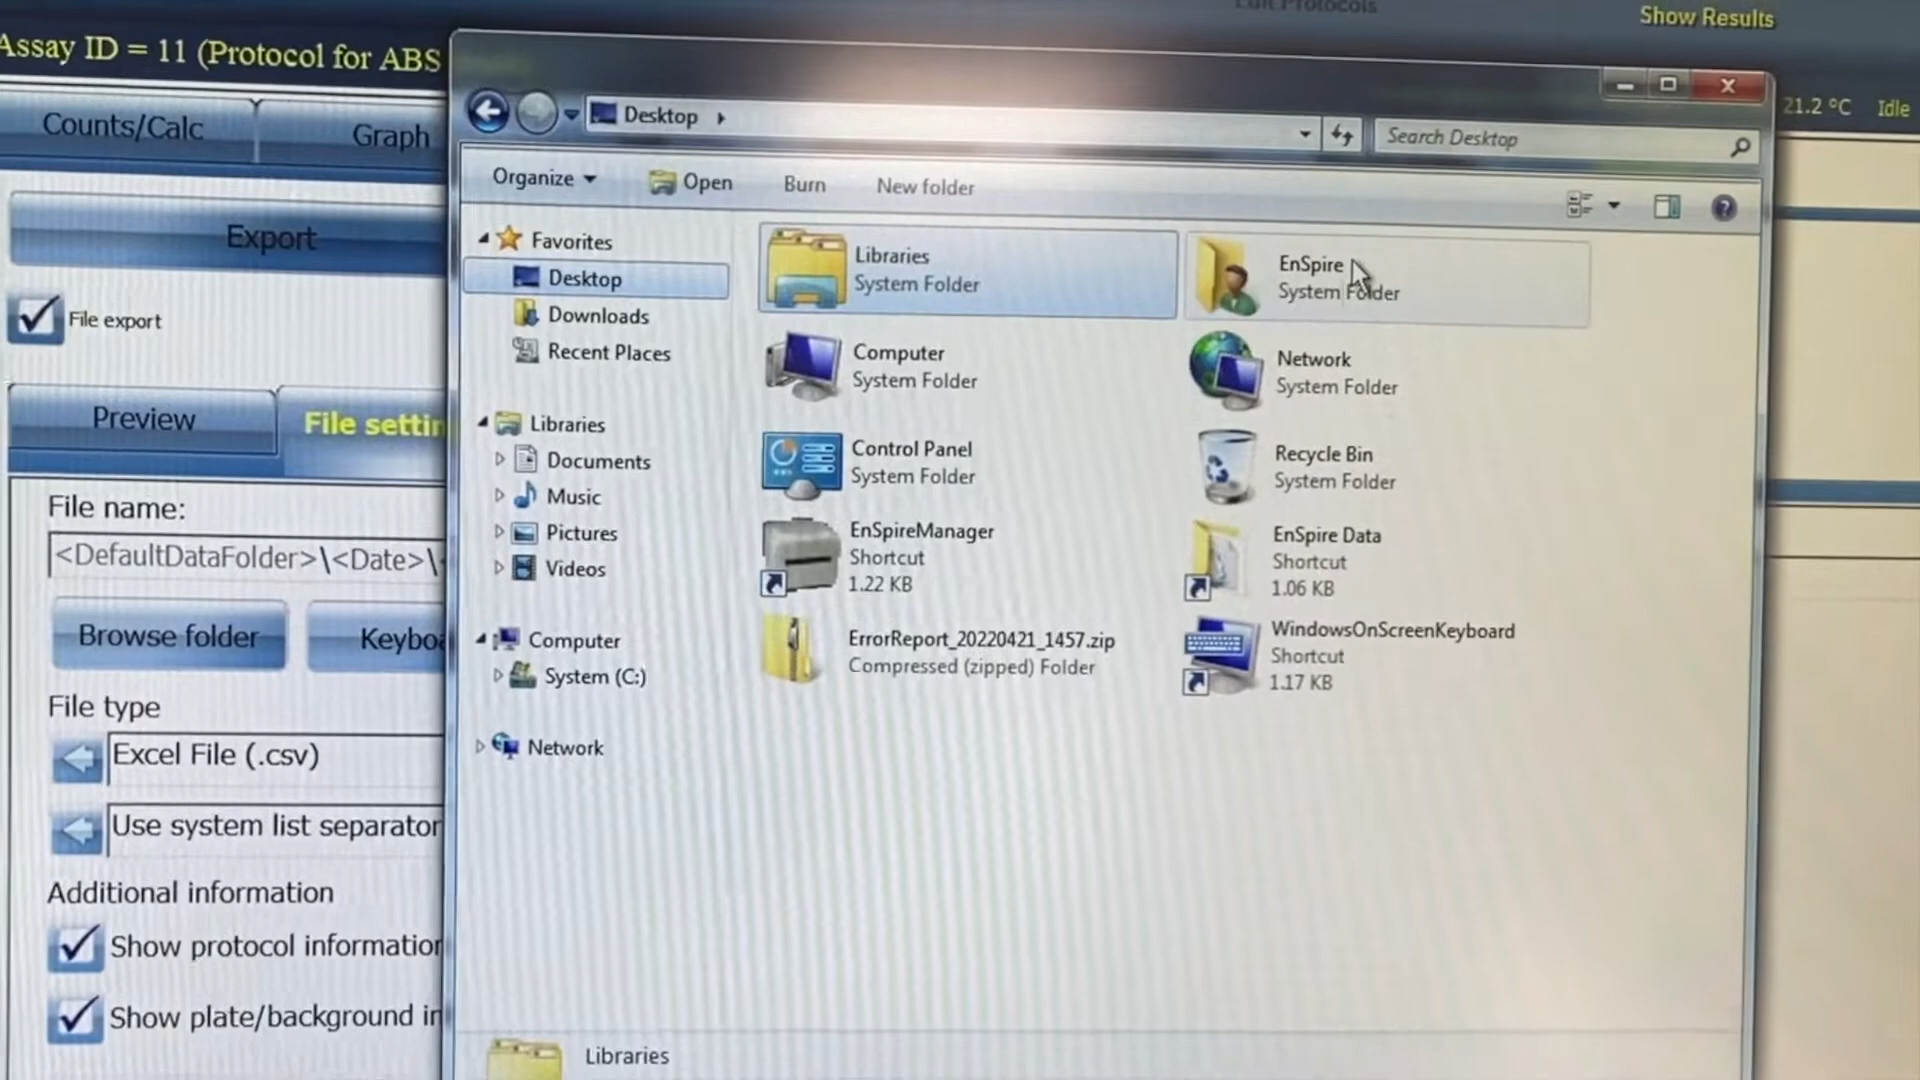 Edit Protocols
Show Results
Assay ID = 11 (Protocol for ABS
21.2 °C Idle
Counts/Calc
Graph
Export
File export
Preview
File settin
File name:
<DefaultDataFolder>\<Date>\
Browse folder
Keyboa
File type
Excel File (.csv)
Use system list separator
Additional information
Show protocol information
Show plate/background in
Desktop
Search Desktop
Organize
Open
Burn
New folder
Favorites
Desktop
Downloads
Recent Places
Libraries
Documents
Music
Pictures
Videos
Computer
System (C:)
Network
Libraries
System Folder
EnSpire
System Folder
Computer
System Folder
Network
System Folder
Control Panel
System Folder
Recycle Bin
System Folder
EnSpireManager
Shortcut
1.22 KB
EnSpire Data
Shortcut
1.06 KB
ErrorReport_20220421_1457.zip
Compressed (zipped) Folder
WindowsOnScreenKeyboard
Shortcut
1.17 KB
Libraries